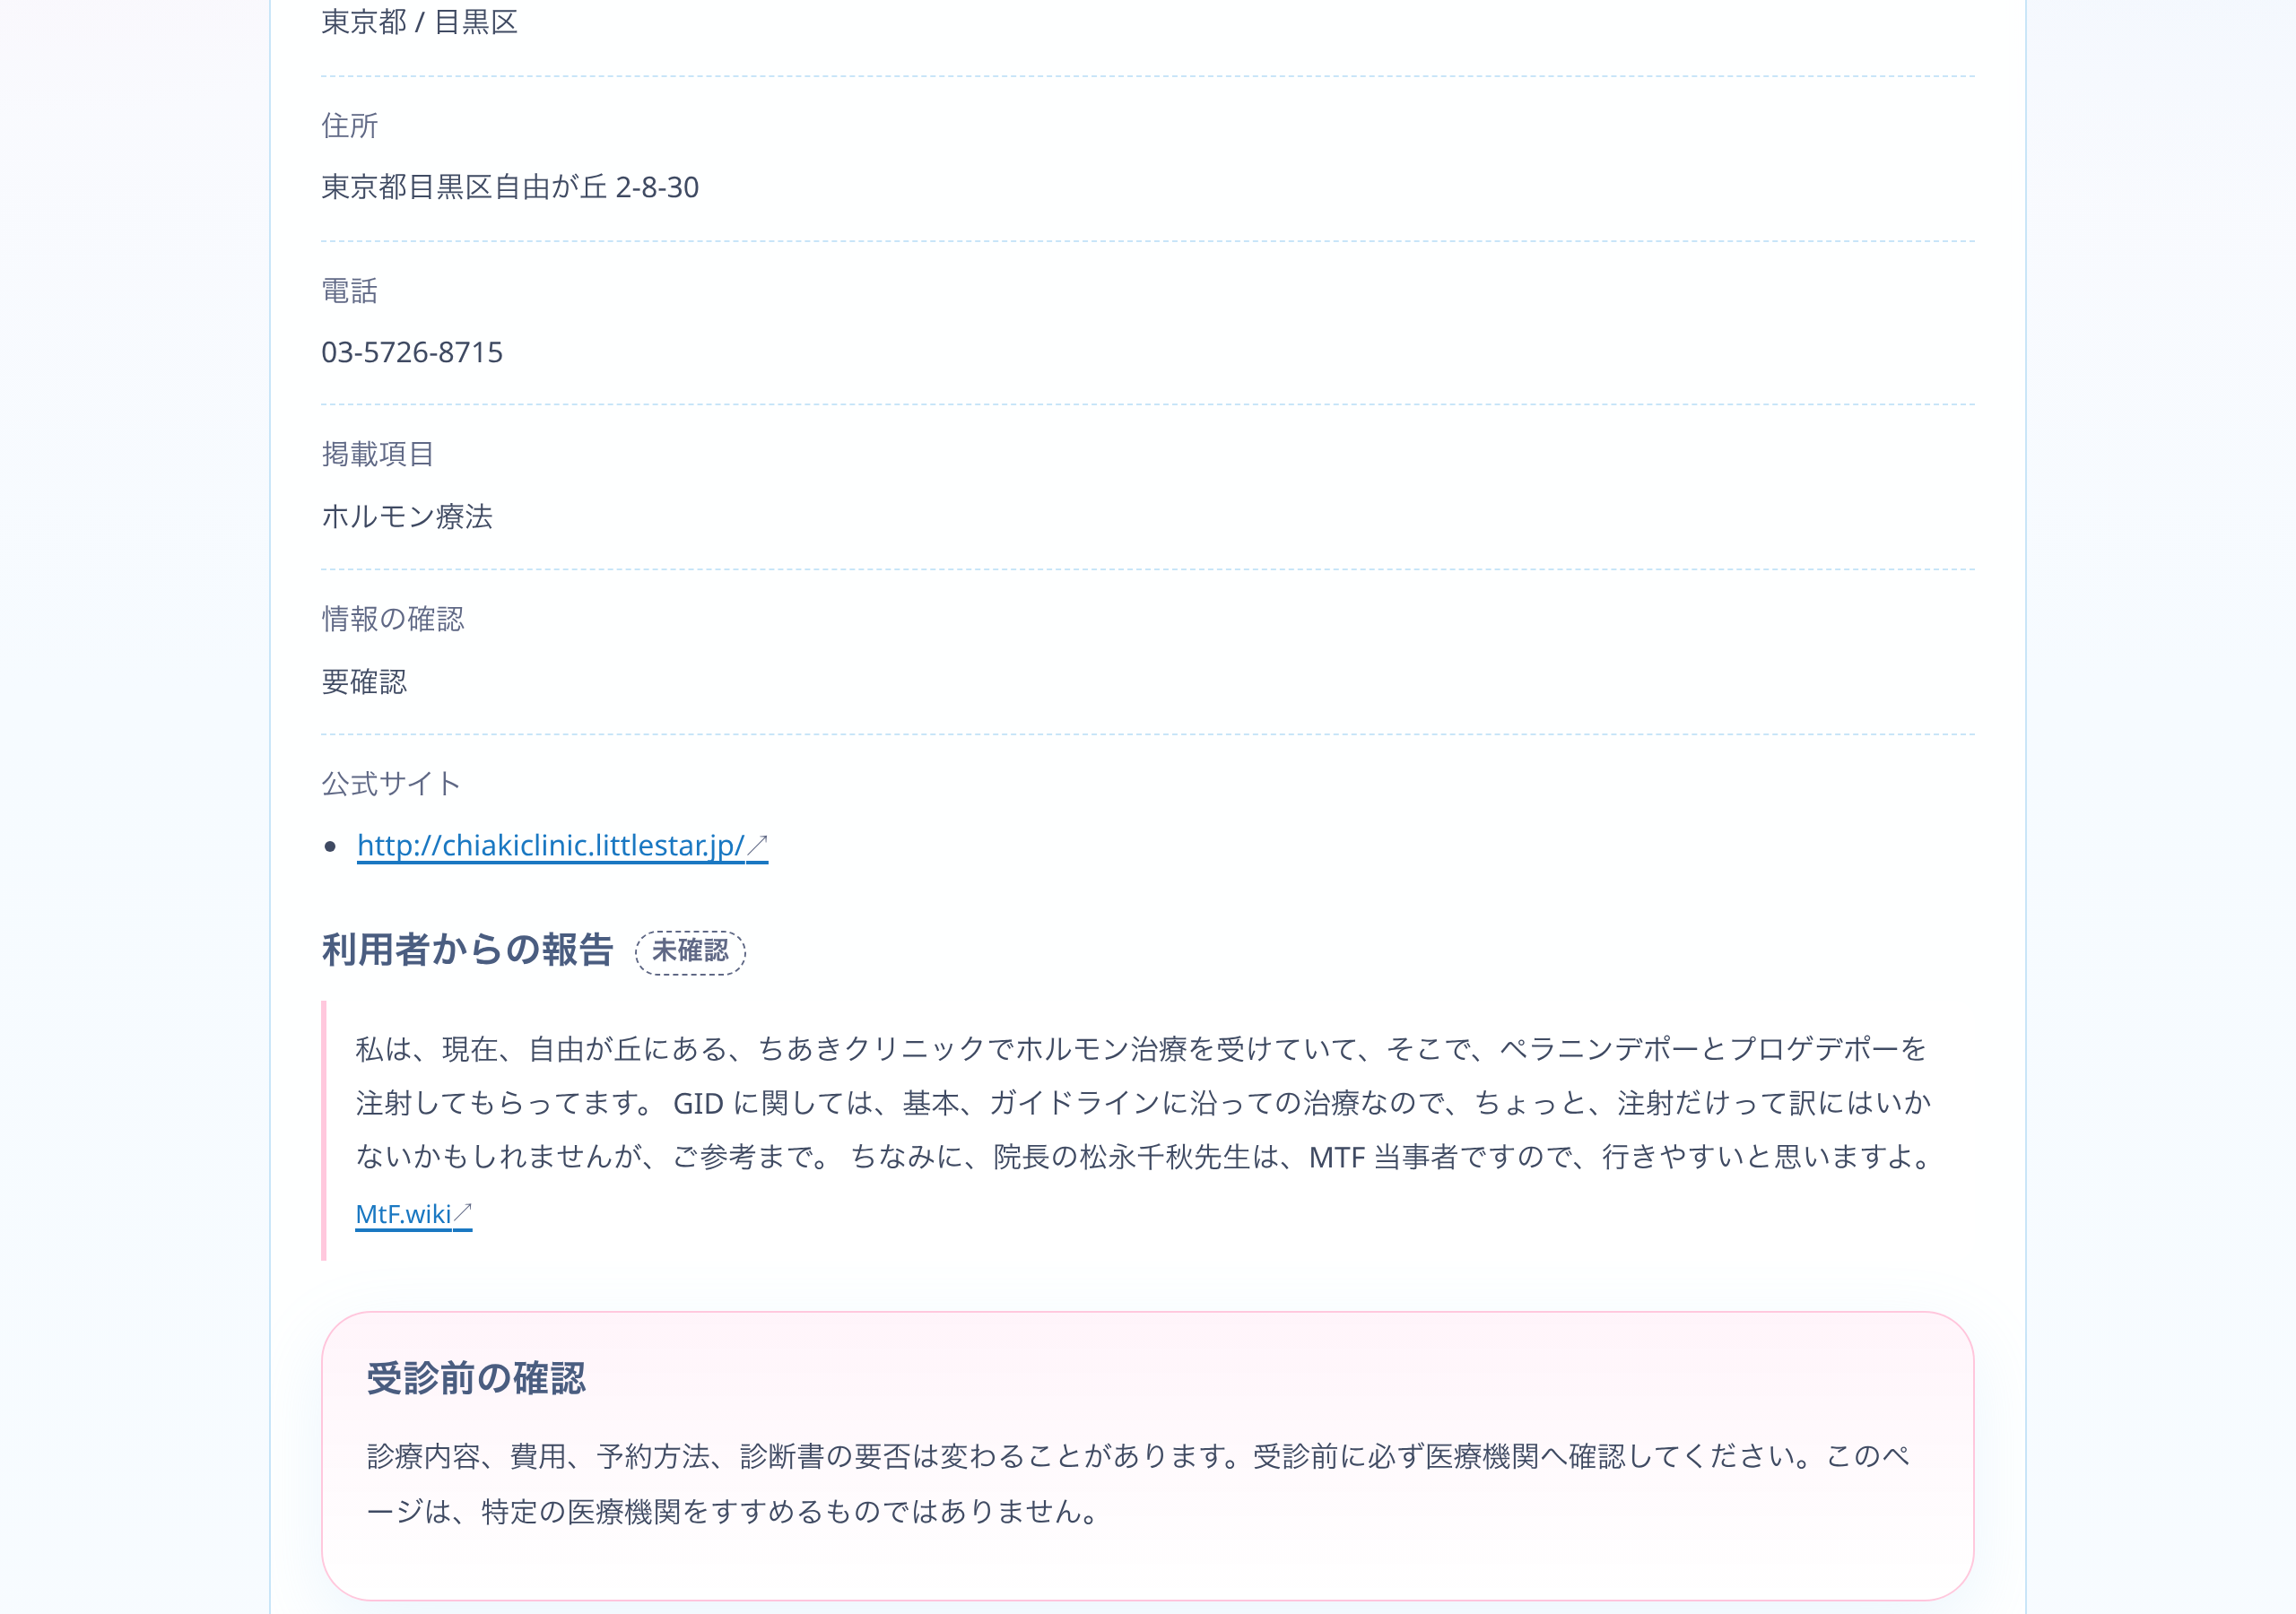 東京都 / 目黒区
住所
東京都目黒区自由が丘 2-8-30
電話
03-5726-8715
掲載項目
ホルモン療法
情報の確認
要確認
公式サイト
http://chiakiclinic.littlestar.jp/↗
利用者からの報告 未確認
私は、現在、自由が丘にある、ちあきクリニックでホルモン治療を受けていて、そこで、ペラニンデポーとプロゲデポーを
注射してもらってます。 GID に関しては、基本、ガイドラインに沿っての治療なので、ちょっと、注射だけって訳にはいか
ないかもしれませんが、ご参考まで。 ちなみに、院長の松永千秋先生は、MTF 当事者ですので、行きやすいと思いますよ。
MtF.wiki↗
受診前の確認
診療内容、費用、予約方法、診断書の要否は変わることがあります。受診前に必ず医療機関へ確認してください。このペ
ージは、特定の医療機関をすすめるものではありません。